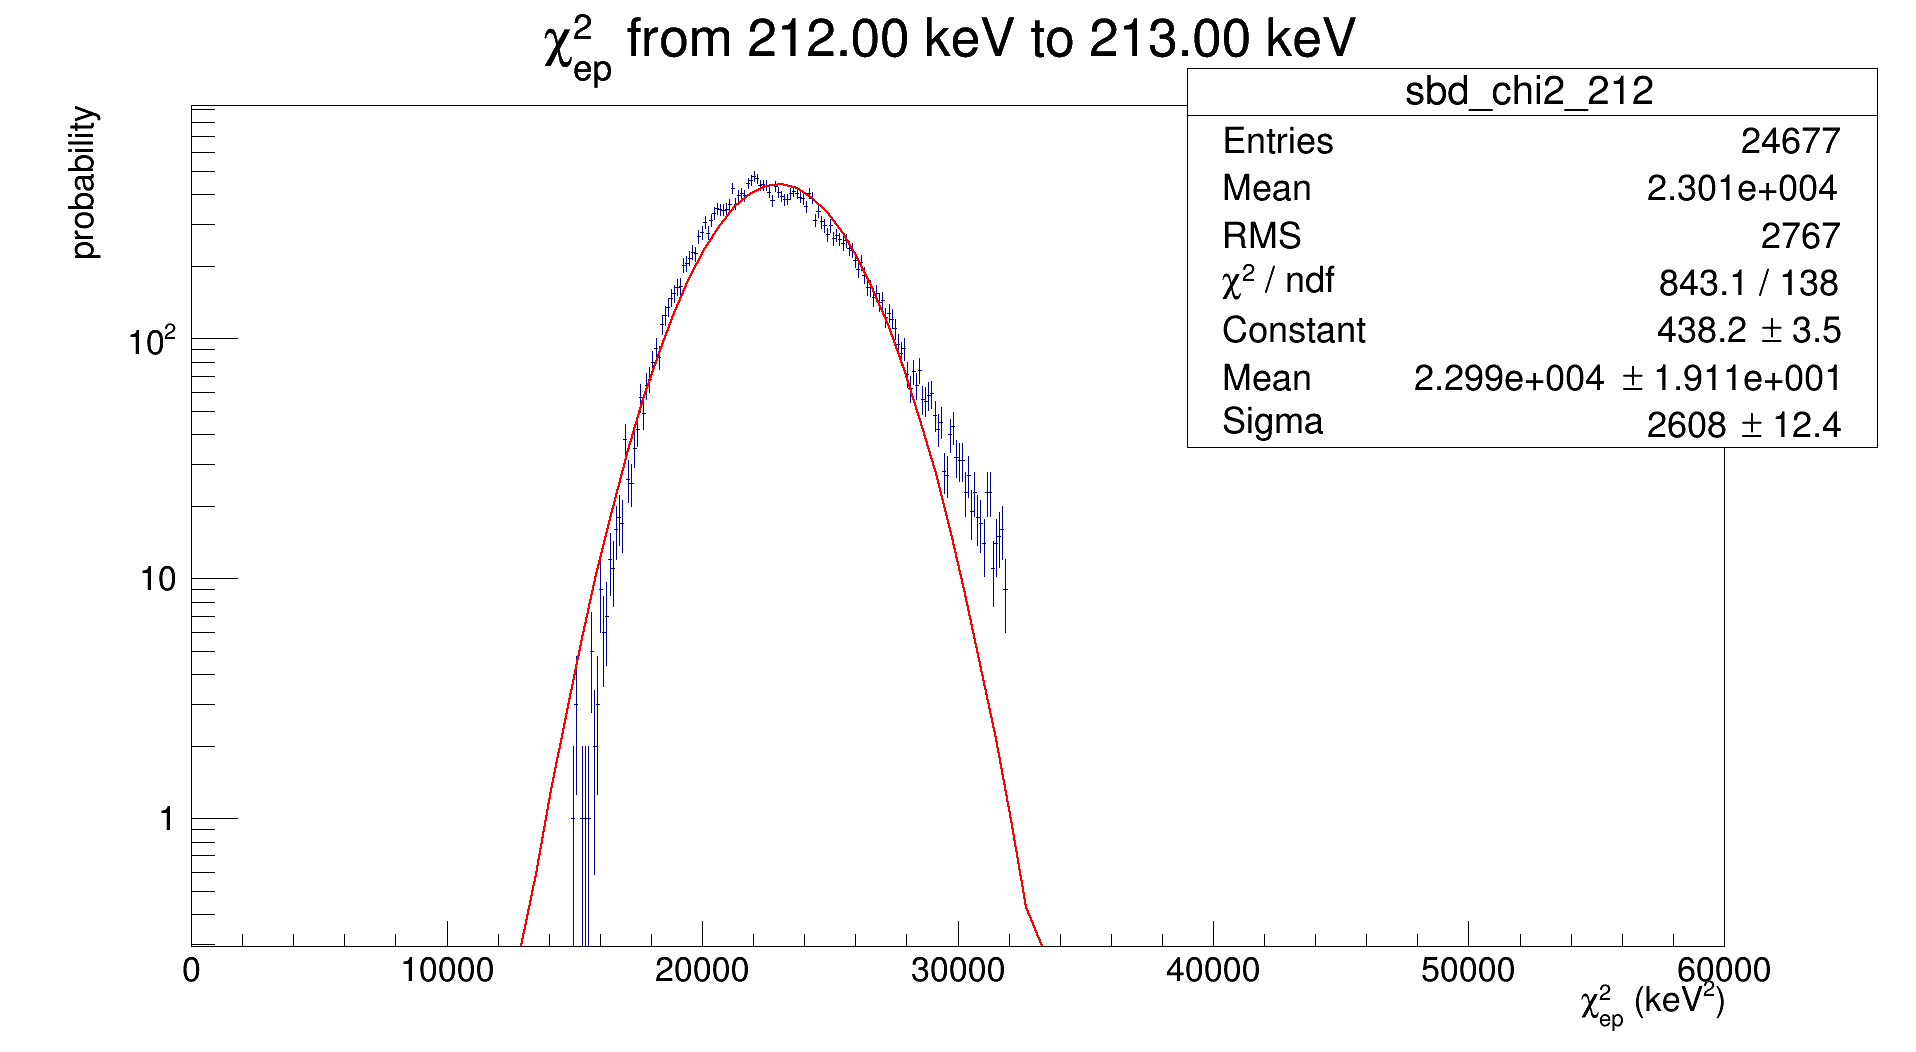 χ²ep from 212.00 keV to 213.00 keV
sbd_chi2_212
Entries 24677
Mean 2.301e+004
RMS 2767
χ² / ndf 843.1 / 138
Constant 438.2 ± 3.5
Mean 2.299e+004 ± 1.911e+001
Sigma 2608 ± 12.4
probability
10²
10
1
0 10000 20000 30000 40000 50000 60000
χ²ep (keV²)